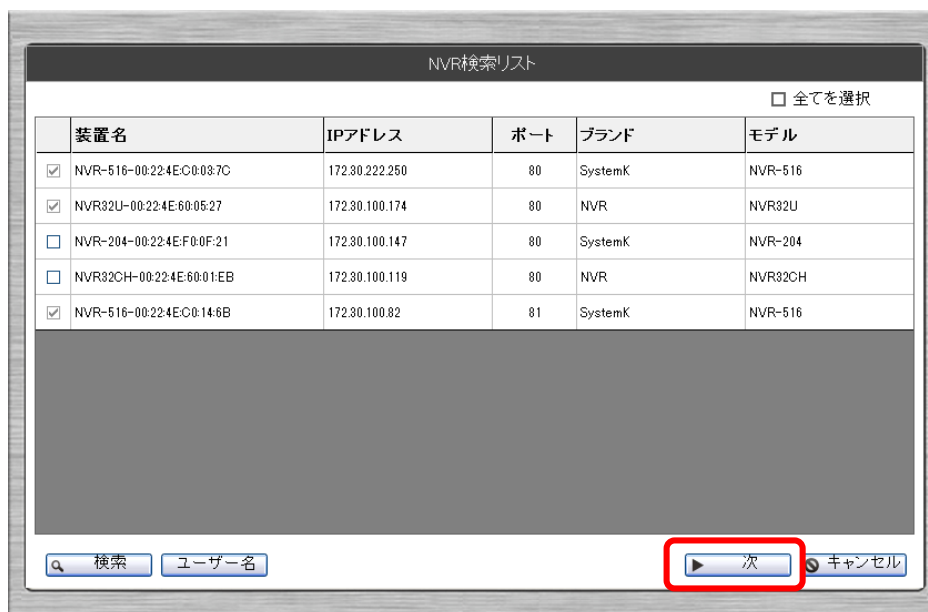 NVR検索リスト
全てを選択
装置名 IPアドレス ポート ブランド モデル
NVR-516-00:22:4E:C0:03:7C 172.30.222.250 80 SystemK NVR-516
NVR32U-00:22:4E:60:05:27 172.30.100.174 80 NVR NVR32U
NVR-204-00:22:4E:F0:0F:21 172.30.100.147 80 SystemK NVR-204
NVR32CH-00:22:4E:60:01:EB 172.30.100.119 80 NVR NVR32CH
NVR-516-00:22:4E:C0:14:6B 172.30.100.82 81 SystemK NVR-516
検索 ユーザー名 次 キャンセル